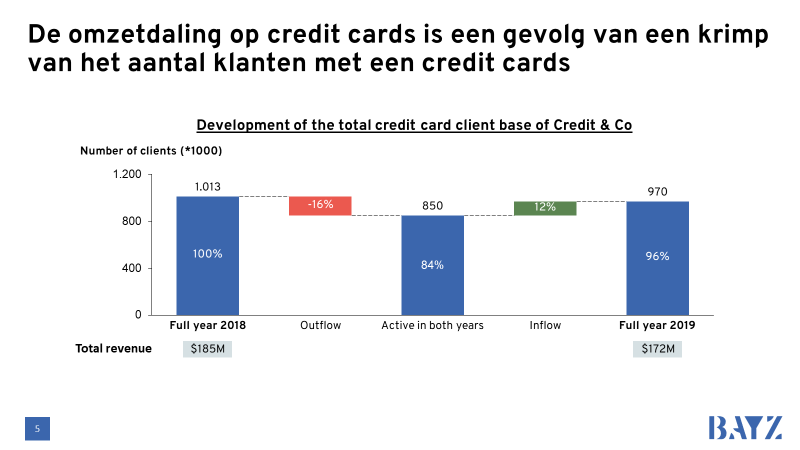 De omzetdaling op credit cards is een gevolg van een krimp
van het aantal klanten met een credit cards
Development of the total credit card client base of Credit & Co
Number of clients (*1000)
1.200
800
400
0
1.013
100%
-16%
850
84%
12%
970
96%
Full year 2018
Outflow
Active in both years
Inflow
Full year 2019
Total revenue
$185M
$172M
5
BAYZ